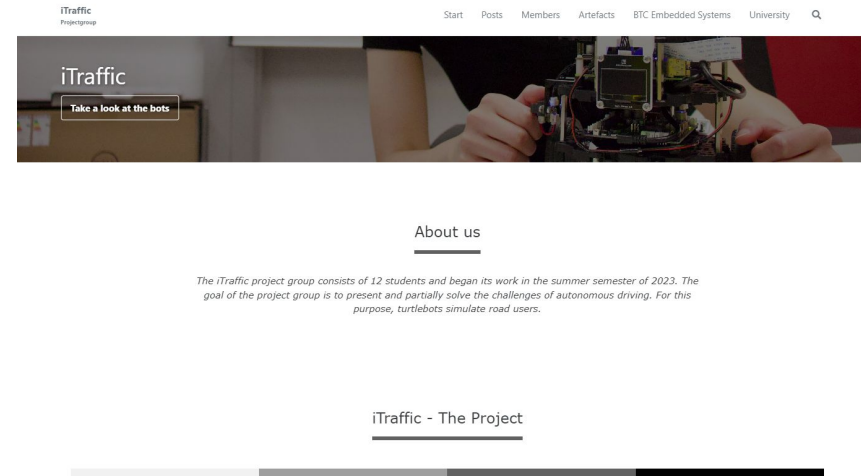 iTraffic
Projectgroup
Start Posts Members Artefacts BTC Embedded Systems University
iTraffic
Take a look at the bots
About us
The iTraffic project group consists of 12 students and began its work in the summer semester of 2023. The
goal of the project group is to present and partially solve the challenges of autonomous driving. For this
purpose, turtlebots simulate road users.
iTraffic - The Project